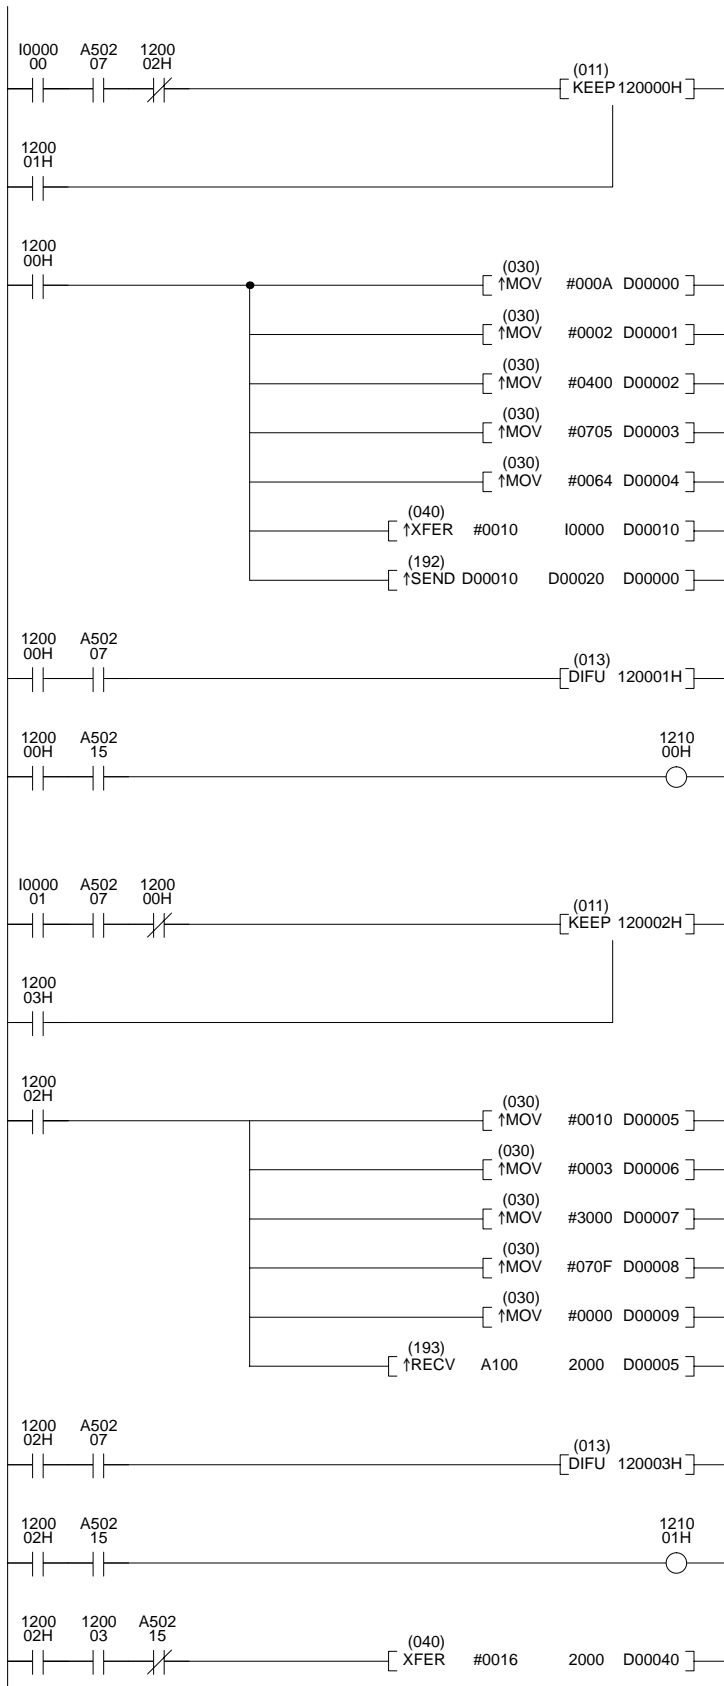 I0000 A502 1200
00 07 02H
(011)
KEEP 120000H
1200
01H
1200
00H
(030)
↑MOV #000A D00000
(030)
↑MOV #0002 D00001
(030)
↑MOV #0400 D00002
(030)
↑MOV #0705 D00003
(030)
↑MOV #0064 D00004
(040)
↑XFER #0010 I0000 D00010
(192)
↑SEND D00010 D00020 D00000
1200 A502
00H 07
(013)
DIFU 120001H
1200 A502
00H 15
1210
00H
I0000 A502 1200
01 07 00H
(011)
KEEP 120002H
1200
03H
1200
02H
(030)
↑MOV #0010 D00005
(030)
↑MOV #0003 D00006
(030)
↑MOV #3000 D00007
(030)
↑MOV #070F D00008
(030)
↑MOV #0000 D00009
(193)
↑RECV A100 2000 D00005
1200 A502
02H 07
(013)
DIFU 120003H
1200 A502
02H 15
1210
01H
1200 1200 A502
02H 03 15
(040)
XFER #0016 2000 D00040